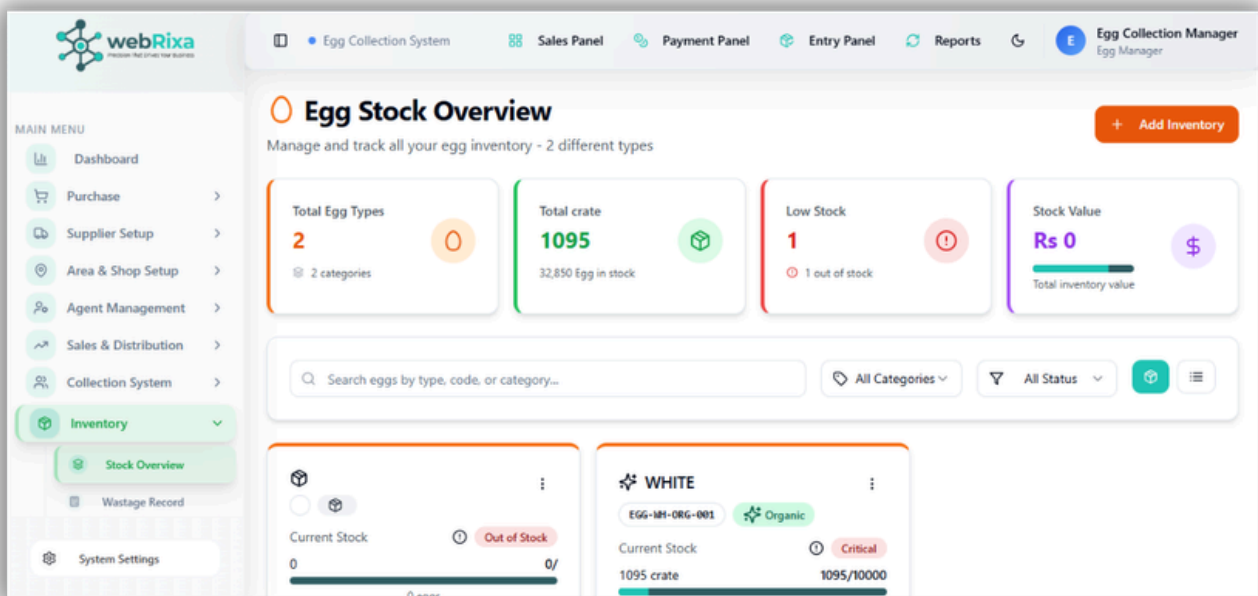 webRixa
Egg Collection System
Sales Panel
Payment Panel
Entry Panel
Reports
E
Egg Collection Manager
Egg Manager
MAIN MENU
Dashboard
Purchase
Supplier Setup
Area & Shop Setup
Agent Management
Sales & Distribution
Collection System
Inventory
Stock Overview
Wastage Record
System Settings
Egg Stock Overview
Manage and track all your egg inventory - 2 different types
+ Add Inventory
Total Egg Types
2
2 categories
Total crate
1095
32,850 Egg in stock
Low Stock
1
1 out of stock
Stock Value
Rs 0
$
Total inventory value
Search eggs by type, code, or category...
All Categories
All Status
Current Stock
Out of Stock
0
0/
WHITE
EGG-WH-ORG-001
Organic
Current Stock
Critical
1095 crate
1095/10000